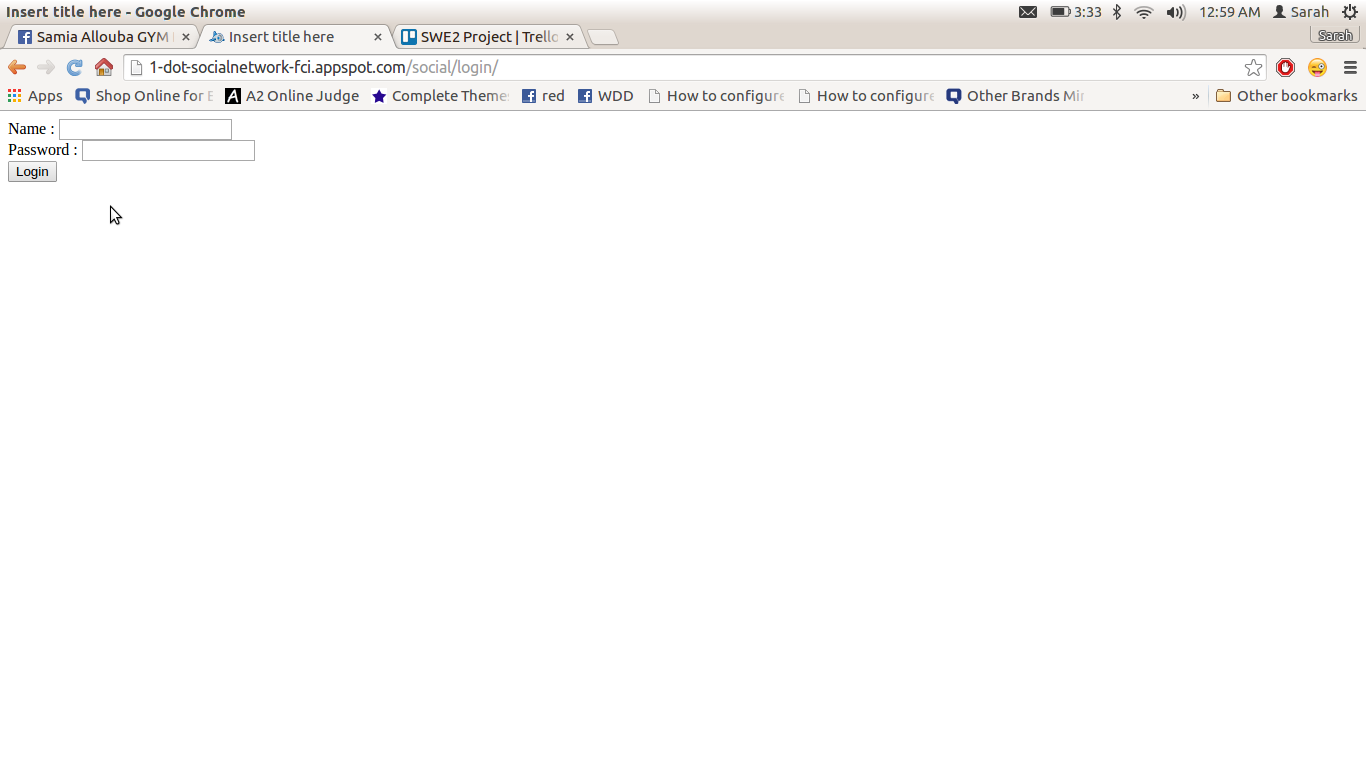 Insert title here - Google Chrome
3:33 12:59 AM Sarah
Samia Allouba GYM Insert title here SWE2 Project | Trello Sarah
1-dot-socialnetwork-fci.appspot.com/social/login/
Apps Shop Online for A2 Online Judge Complete Themes red WDD How to configure How to configure Other Brands » Other bookmarks
Name :
Password :
Login